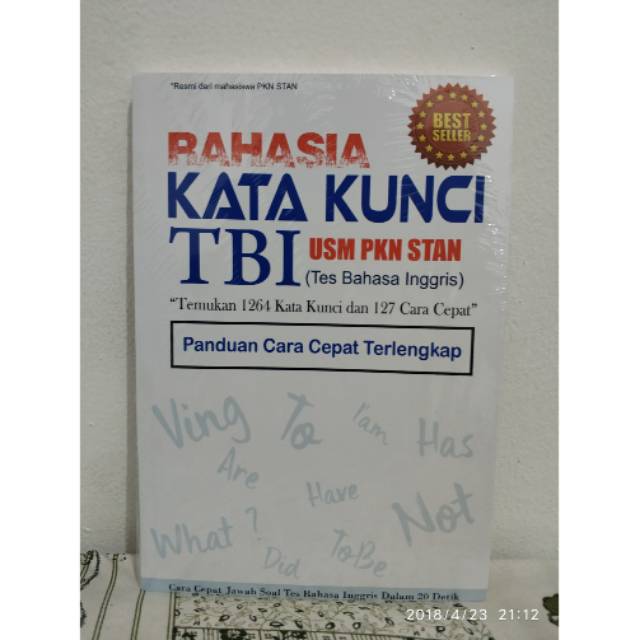 *Resmi dari mahasiswa PKN STAN
BEST
SELLER
RAHASIA
KATA KUNCI
TBI USM PKN STAN
(Tes Bahasa Inggris)
“Temukan 1264 Kata Kunci dan 127 Cara Cepat”
Panduan Cara Cepat Terlengkap
Ving To I'am Has
Are Have Not
What ? Did ToBe
Cara Cepat Jawab Soal Tes Bahasa Inggris Dalam 20 Detik
2018/4/23 21:12